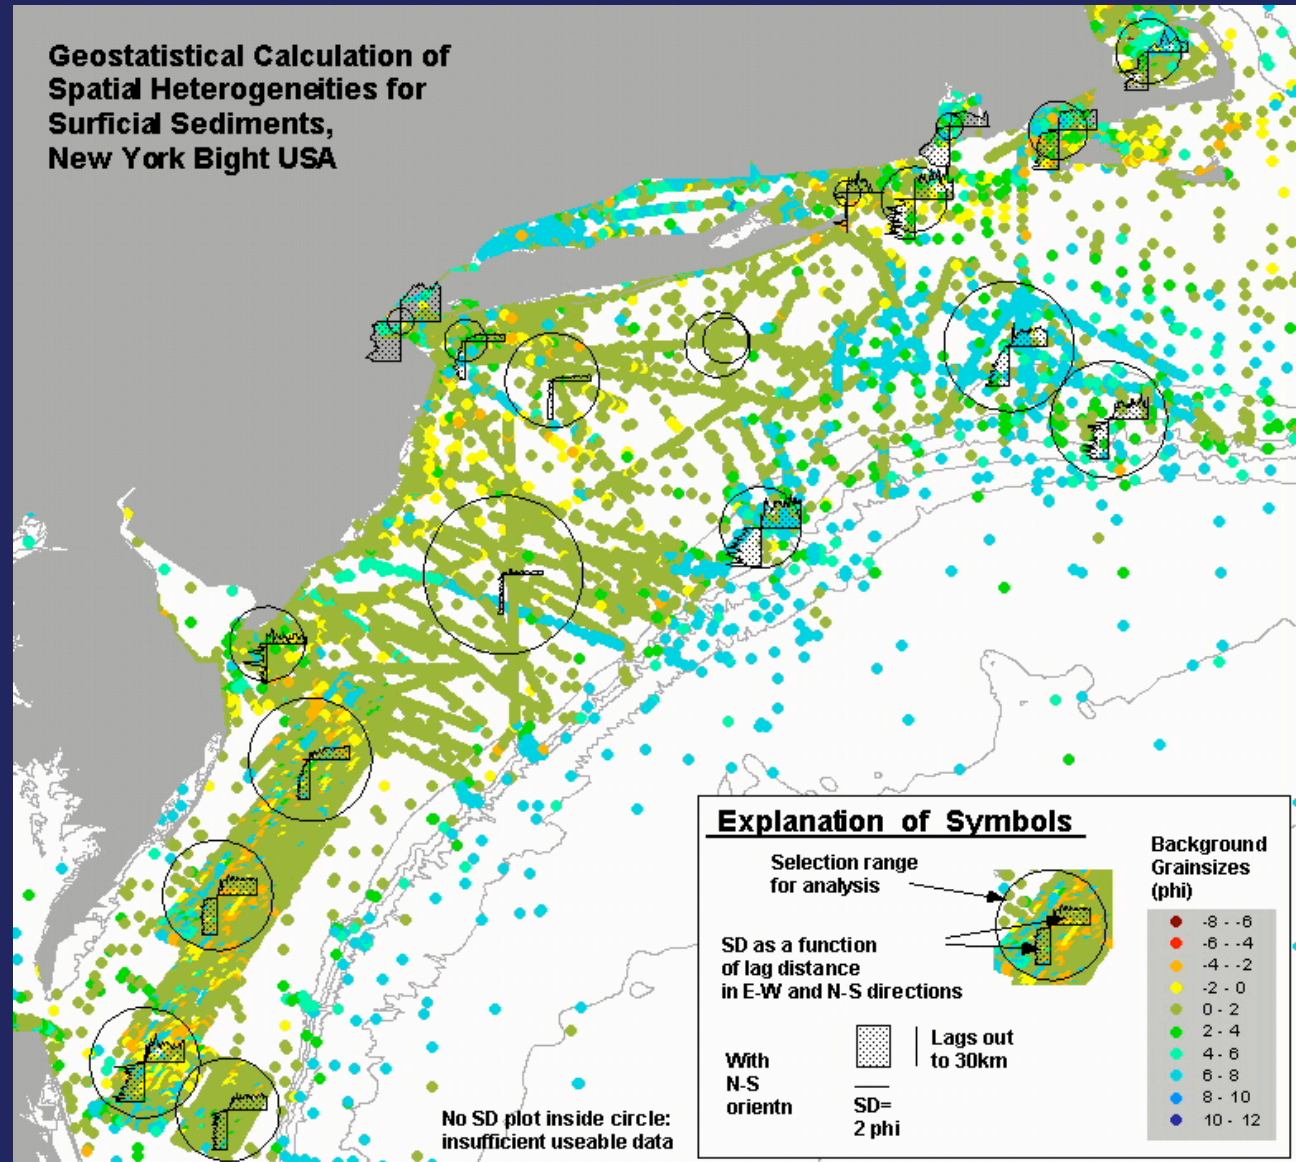 Geostatistical Calculation of
Spatial Heterogeneities for
Surficial Sediments,
New York Bight USA
Explanation of Symbols
Selection range
for analysis
SD as a function
of lag distance
in E-W and N-S directions
With
N-S
orientn
Lags out
to 30km
SD=
2 phi
Background
Grainsizes
(phi)
-8 - -6
-6 - -4
-4 - -2
-2 - 0
0 - 2
2 - 4
4 - 6
6 - 8
8 - 10
10 - 12
No SD plot inside circle:
insufficient useable data